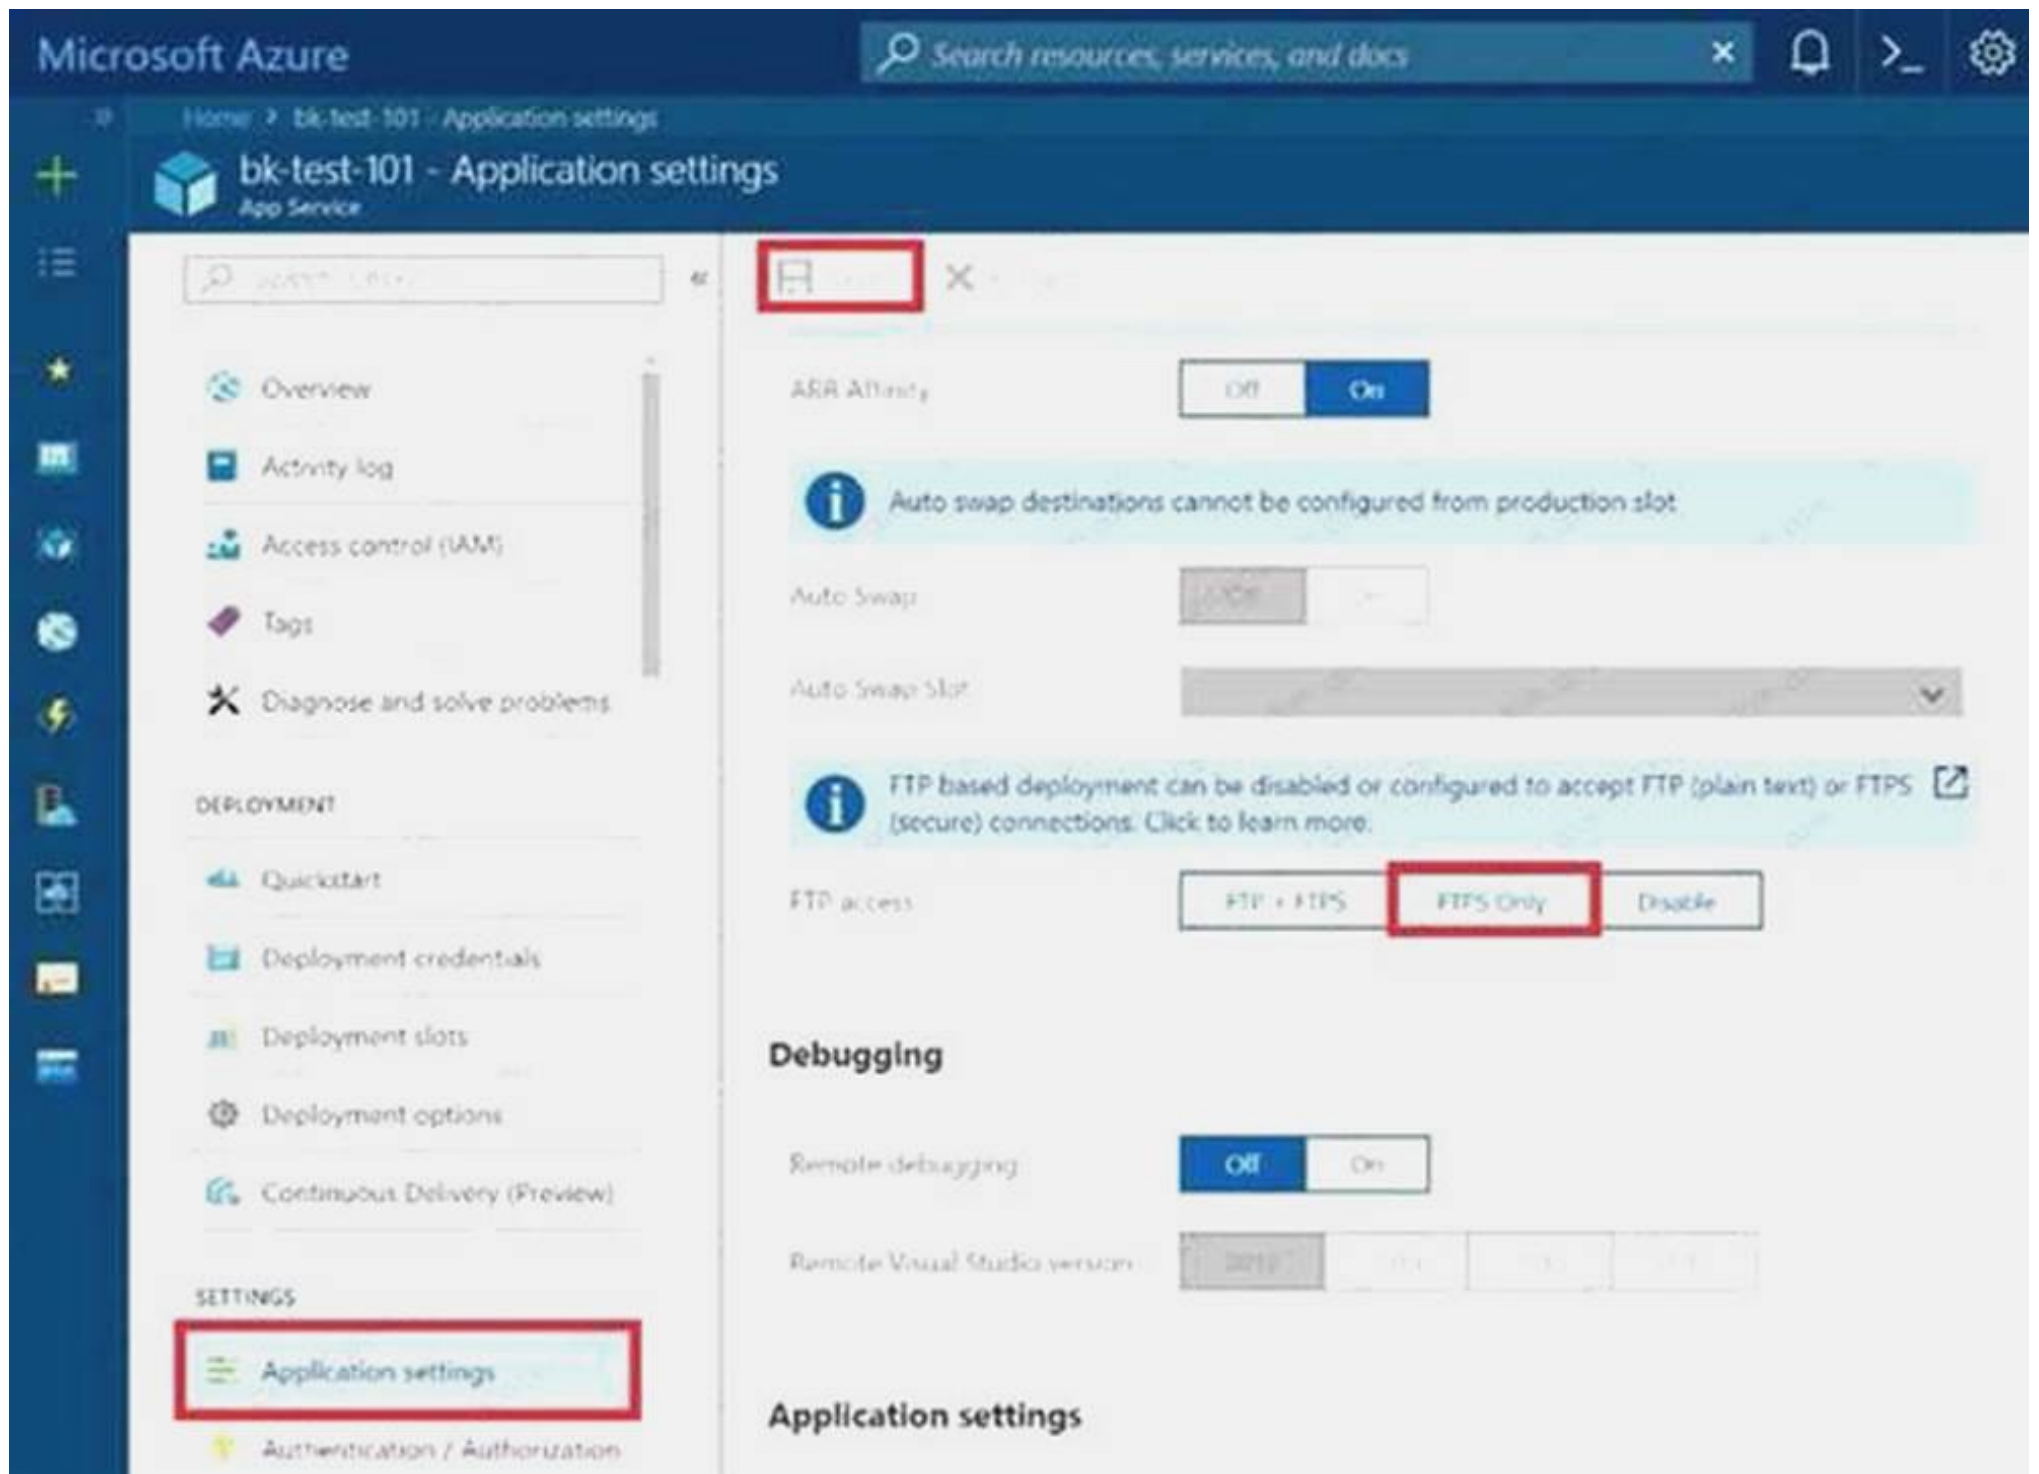 Microsoft Azure
Search resources, services, and docs
Home > bk-test-101 - Application settings
bk-test-101 - Application settings
App Service
Overview
Activity log
Access control (IAM)
Tags
Diagnose and solve problems
DEPLOYMENT
Quickstart
Deployment credentials
Deployment slots
Deployment options
Continuous Delivery (Preview)
SETTINGS
Application settings
Authentication / Authorization
ARR Affinity Off On
Auto swap destinations cannot be configured from production slot
Auto Swap Off
Auto Swap Slot
FTP based deployment can be disabled or configured to accept FTP (plain text) or FTPS
(secure) connections. Click to learn more.
FTP access FTP + FTPS FTPS Only Disable
Debugging
Remote debugging Off On
Remote Visual Studio version
Application settings